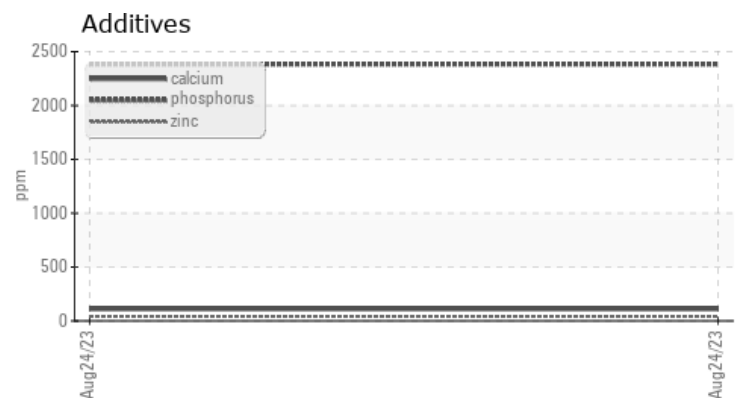 Additives
2500
2000
1500
1000
500
0
ppm
calcium
phosphorus
zinc
Aug24/23
Aug24/23